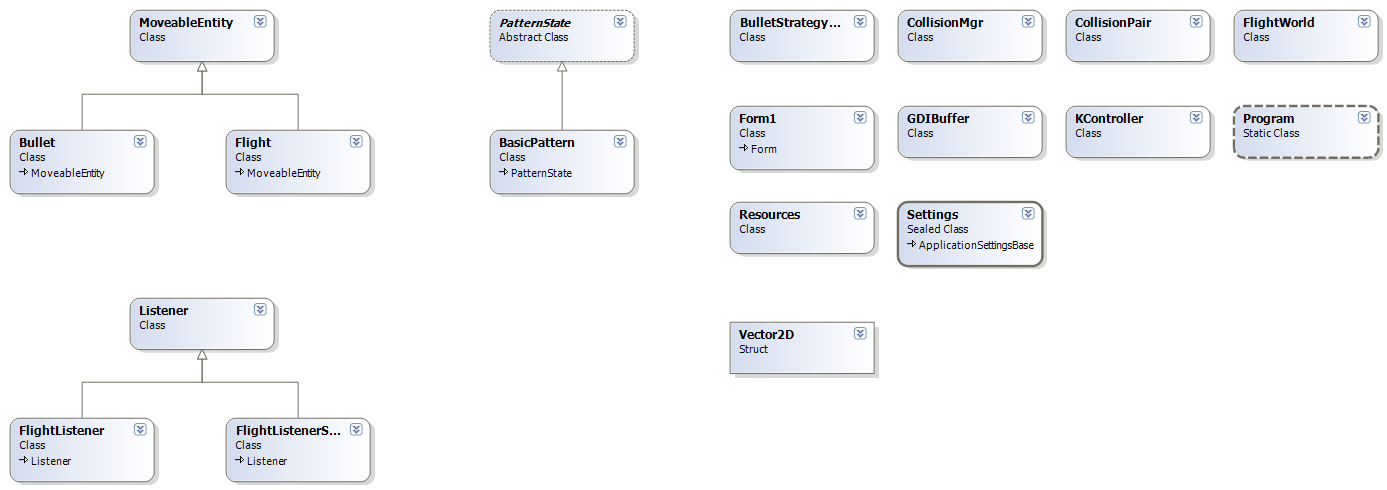 MoveableEntity
Class
Bullet
Class
MoveableEntity
Flight
Class
MoveableEntity
PatternState
Abstract Class
BasicPattern
Class
PatternState
BulletStrategy...
Class
CollisionMgr
Class
CollisionPair
Class
FlightWorld
Class
Form1
Class
Form
GDIBuffer
Class
KController
Class
Program
Static Class
Resources
Class
Settings
Sealed Class
ApplicationSettingsBase
Listener
Class
FlightListener
Class
Listener
FlightListenerS...
Class
Listener
Vector2D
Struct